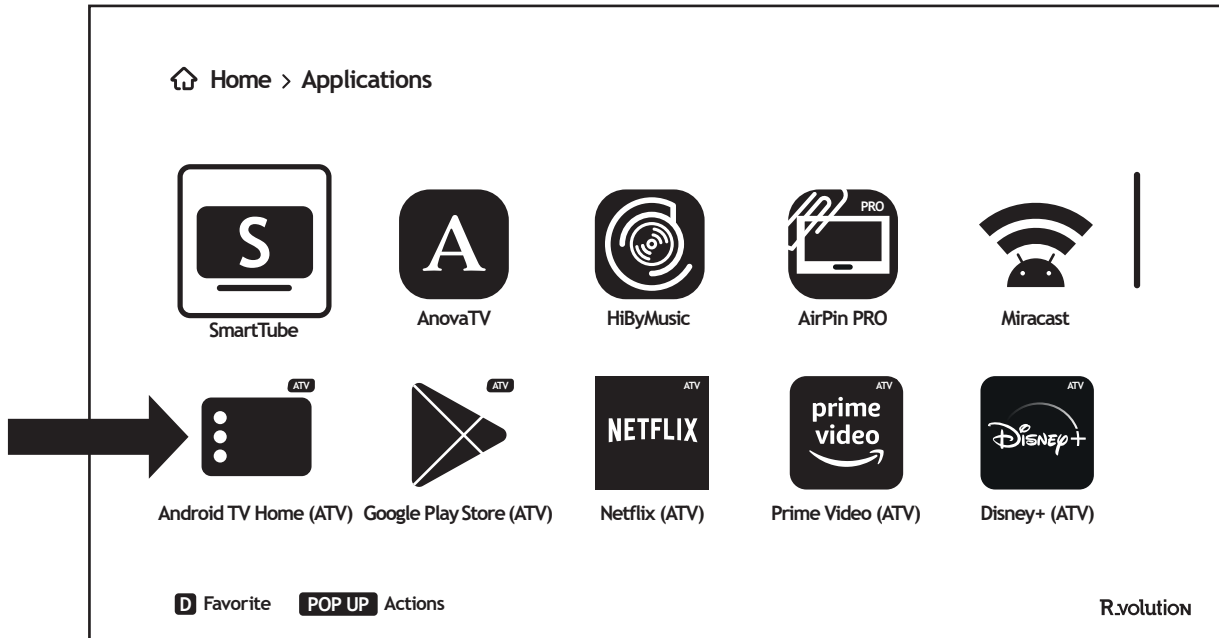 Home > Applications
S
A
PRO
SmartTube
AnovaTV
HiByMusic
AirPin PRO
Miracast
ATV
ATV
ATV
ATV
ATV
NETFLIX
prime
video
Disney+
Android TV Home (ATV)
Google Play Store (ATV)
Netflix (ATV)
Prime Video (ATV)
Disney+ (ATV)
D Favorite
POP UP Actions
R_volution